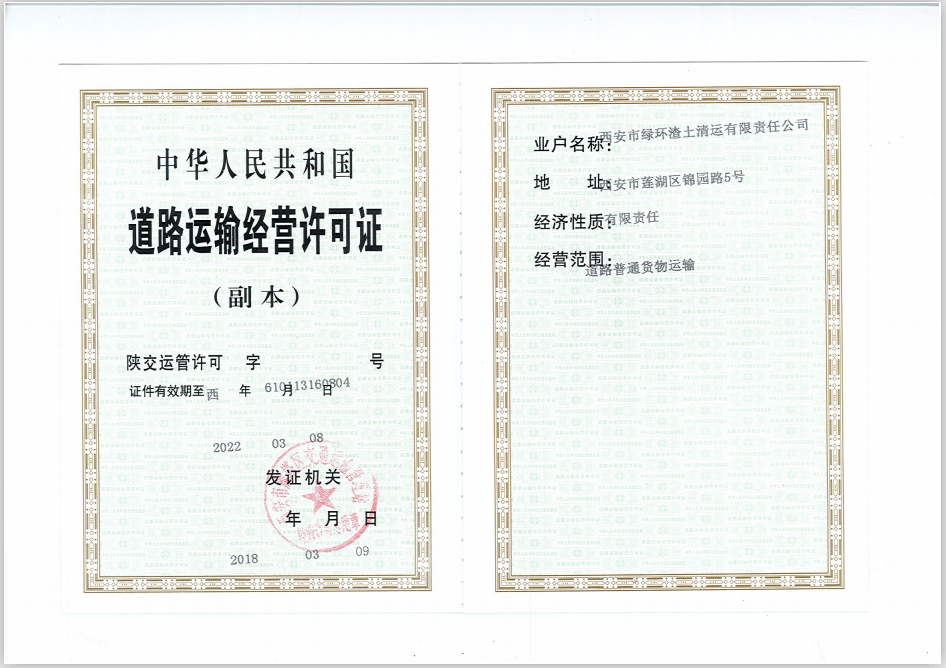 中华人民共和国
道路运输经营许可证
（副本）
陕交运管许可 字 号
证件有效期至 年 月 日
西 610113160804
2022 03 08
发证机关
年 月 日
2018 03 09
业户名称：西安市绿环渣土清运有限责任公司
地 址：西安市莲湖区锦园路5号
经济性质：有限责任
经营范围：道路普通货物运输